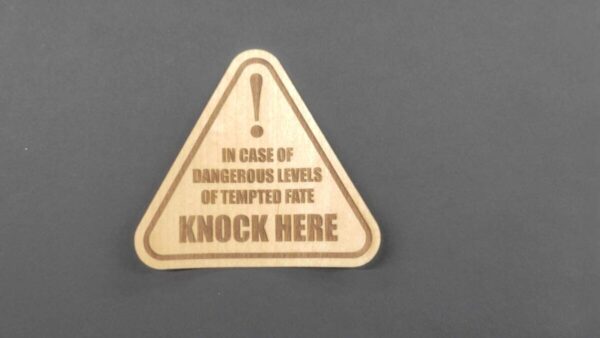 !
IN CASE OF
DANGEROUS LEVELS
OF TEMPTED FATE
KNOCK HERE